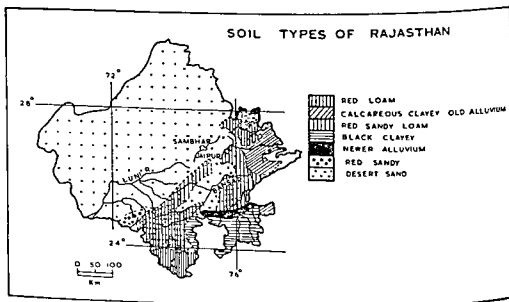 SOIL TYPES OF RAJASTHAN
72°
28°
SAMBHAR
JAIPUR
LUNI R.
24°
76°
0 50 100
Km
RED LOAM
CALCAREOUS CLAYEY OLD ALLUVIUM
RED SANDY LOAM
BLACK CLAYEY
NEWER ALLUVIUM
RED SANDY
DESERT SAND